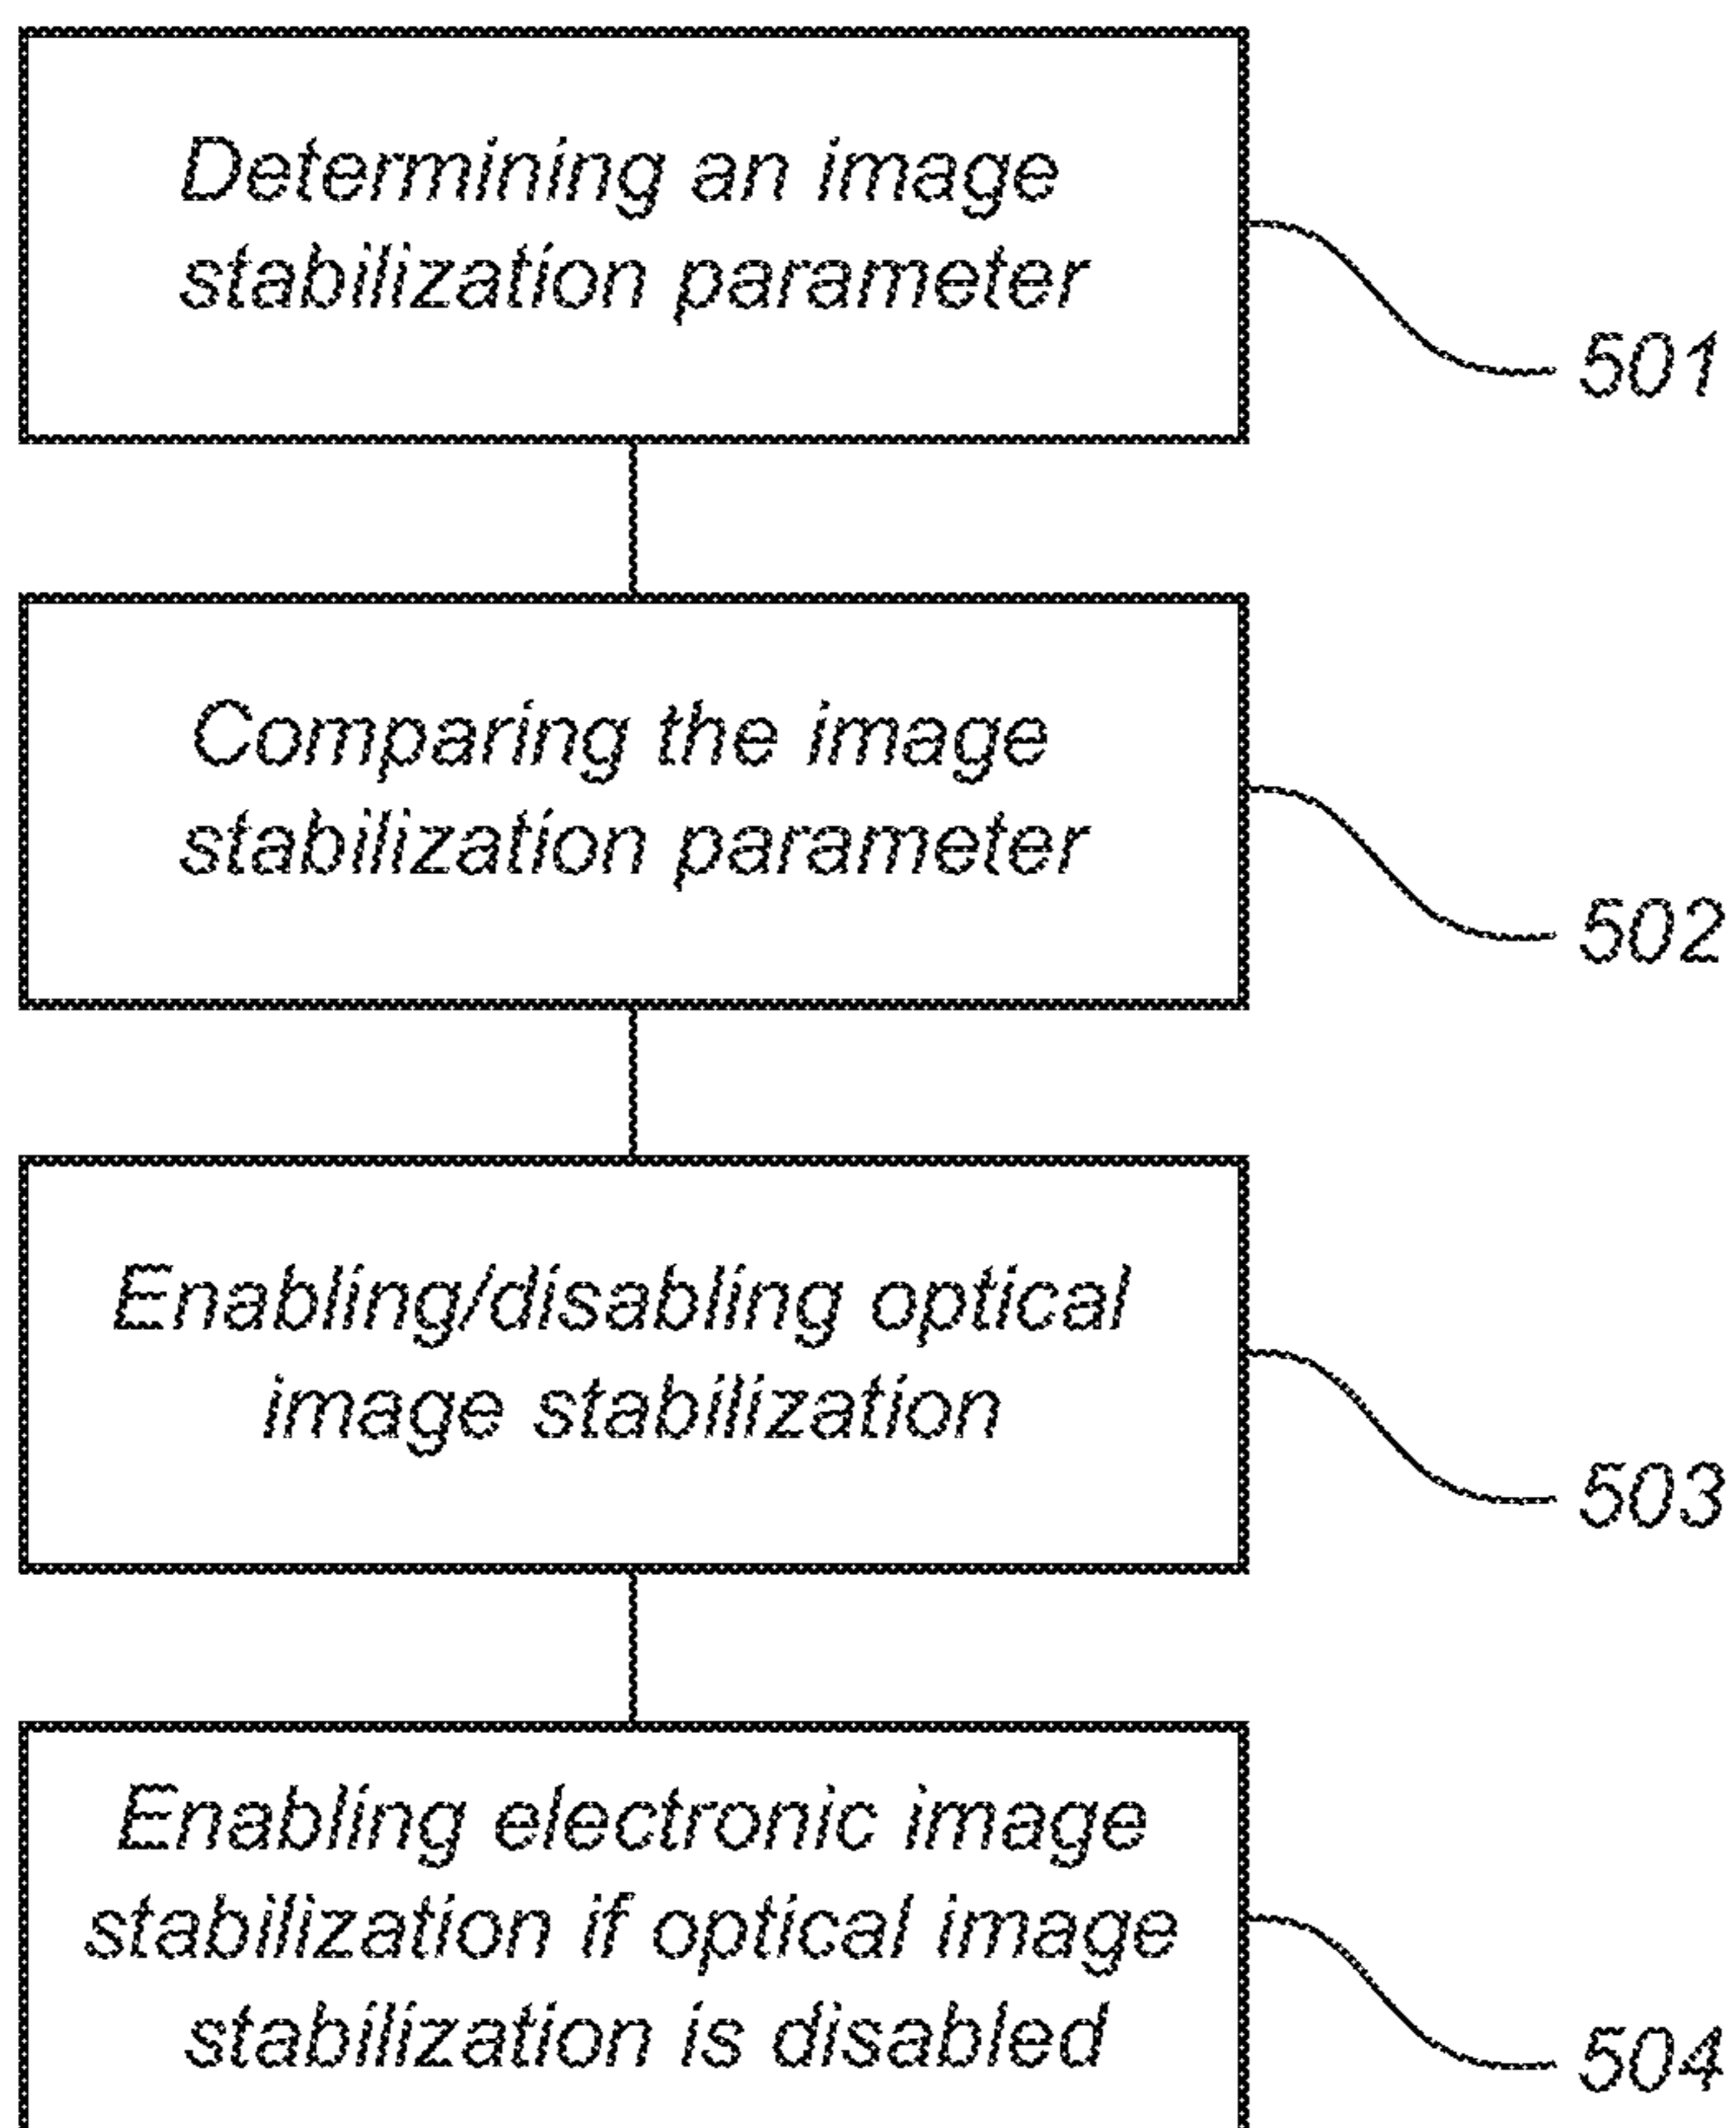 Determining an image
stabilization parameter
501
Comparing the image
stabilization parameter
502
Enabling/disabling optical
image stabilization
503
Enabling electronic image
stabilization if optical image
stabilization is disabled
504